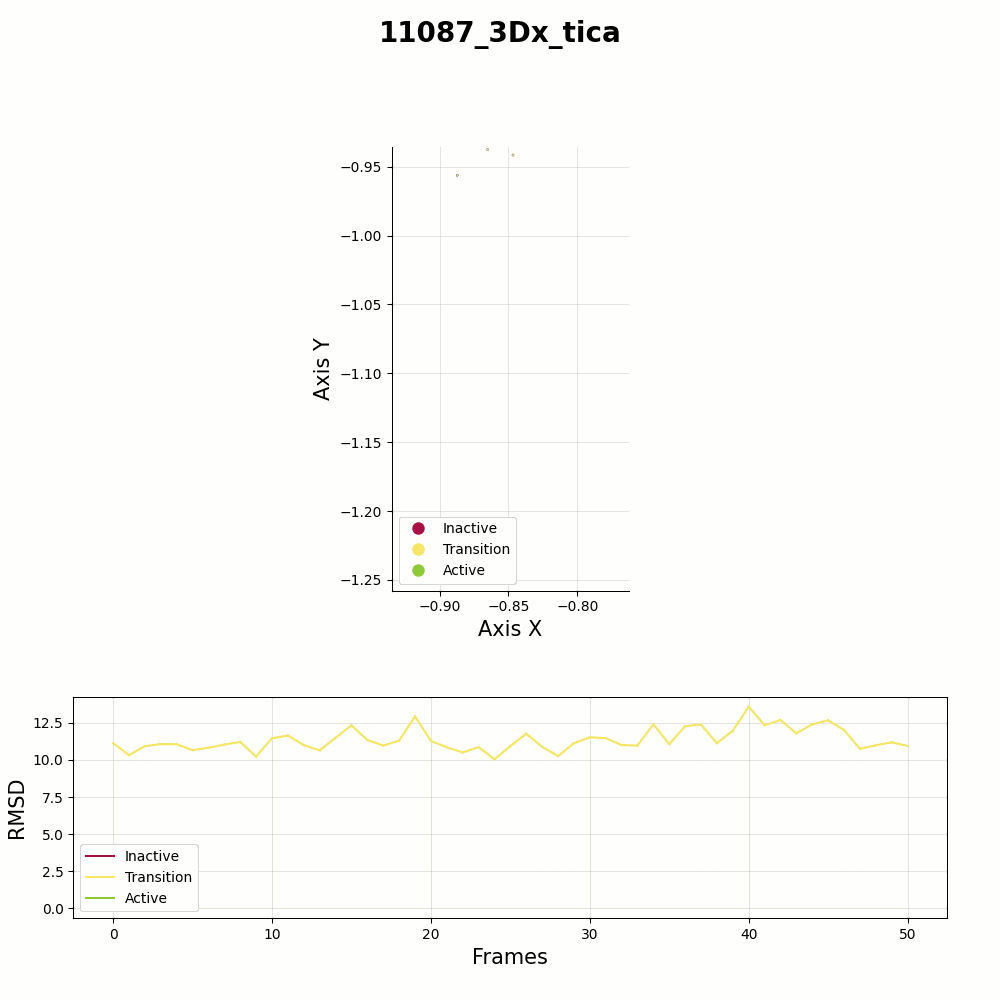 11087_3Dx_tica
−0.95
−1.00
−1.05
−1.10
−1.15
−1.20
−1.25
Axis Y
Inactive
Transition
Active
−0.90 −0.85 −0.80
Axis X
12.5
10.0
7.5
5.0
2.5
0.0
RMSD
Inactive
Transition
Active
0 10 20 30 40 50
Frames